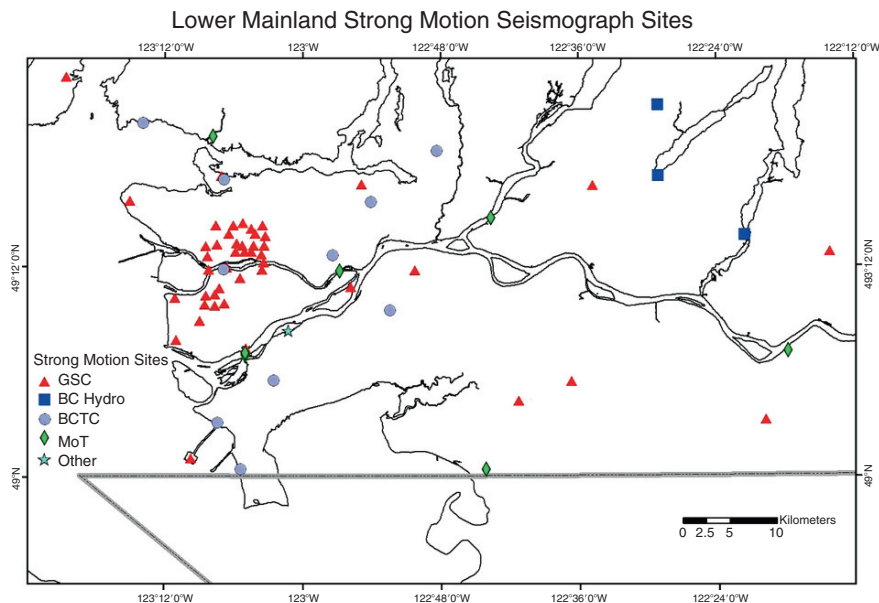 Lower Mainland Strong Motion Seismograph Sites
123°12'0"W 123°0'W 122°48'0"W 122°36'0"W 122°24'0"W 122°12'0"W
49°12'0"N 493°12'0"N
Strong Motion Sites
GSC
BC Hydro
BCTC
MoT
Other
49°N 49°N
Kilometers
0 2.5 5 10
123°12'0"W 123°0'W 122°48'0"W 122°36'0"W 122°24'0"W